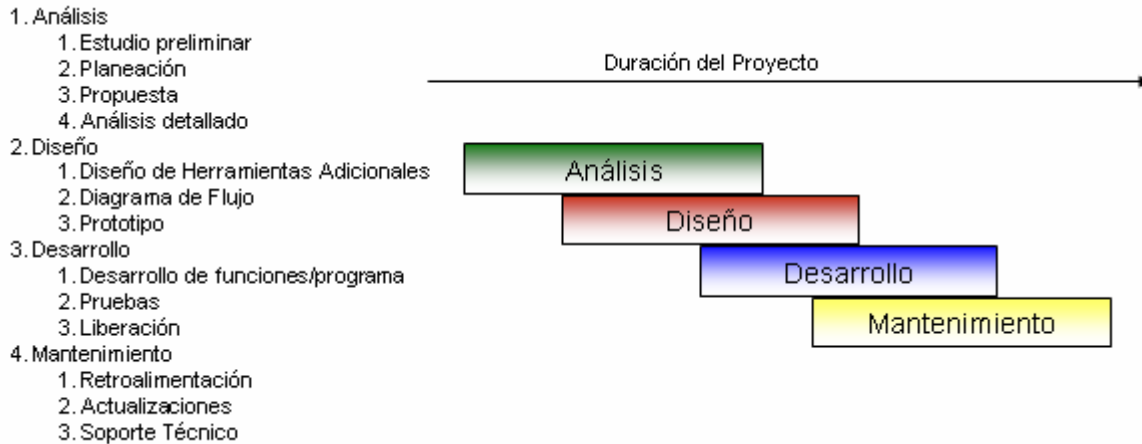 1. Análisis
1. Estudio preliminar
2. Planeación
3. Propuesta
4. Análisis detallado
2. Diseño
1. Diseño de Herramientas Adicionales
2. Diagrama de Flujo
3. Prototipo
3. Desarrollo
1. Desarrollo de funciones/programa
2. Pruebas
3. Liberación
4. Mantenimiento
1. Retroalimentación
2. Actualizaciones
3. Soporte Técnico
Duración del Proyecto
Análisis
Diseño
Desarrollo
Mantenimiento